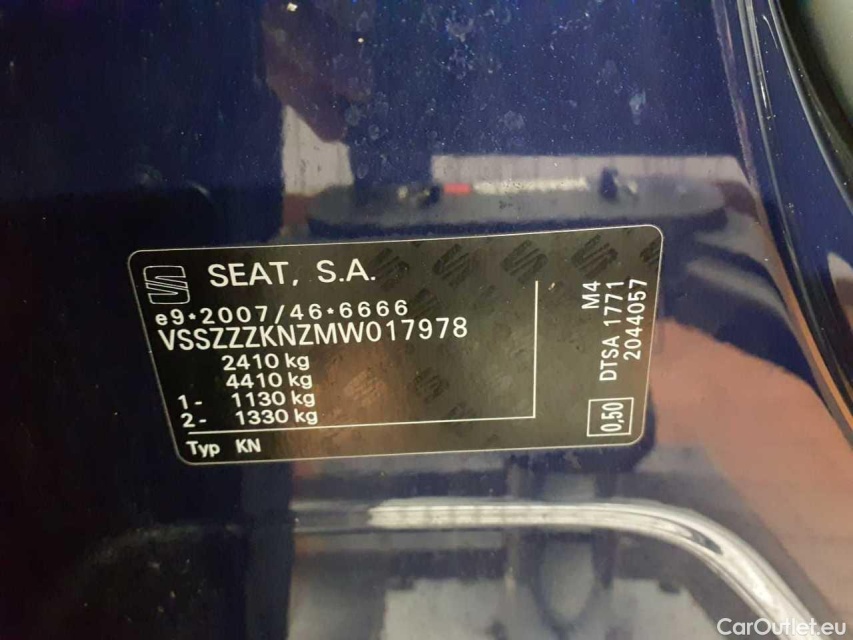 SEAT, S.A.
e9*2007/46*6666
VSSZZZKNZMW017978
2410 kg
4410 kg
1- 1130 kg
2- 1330 kg
Typ KN
M4
DTSA 1771
2044057
0,50
CarOutlet.eu